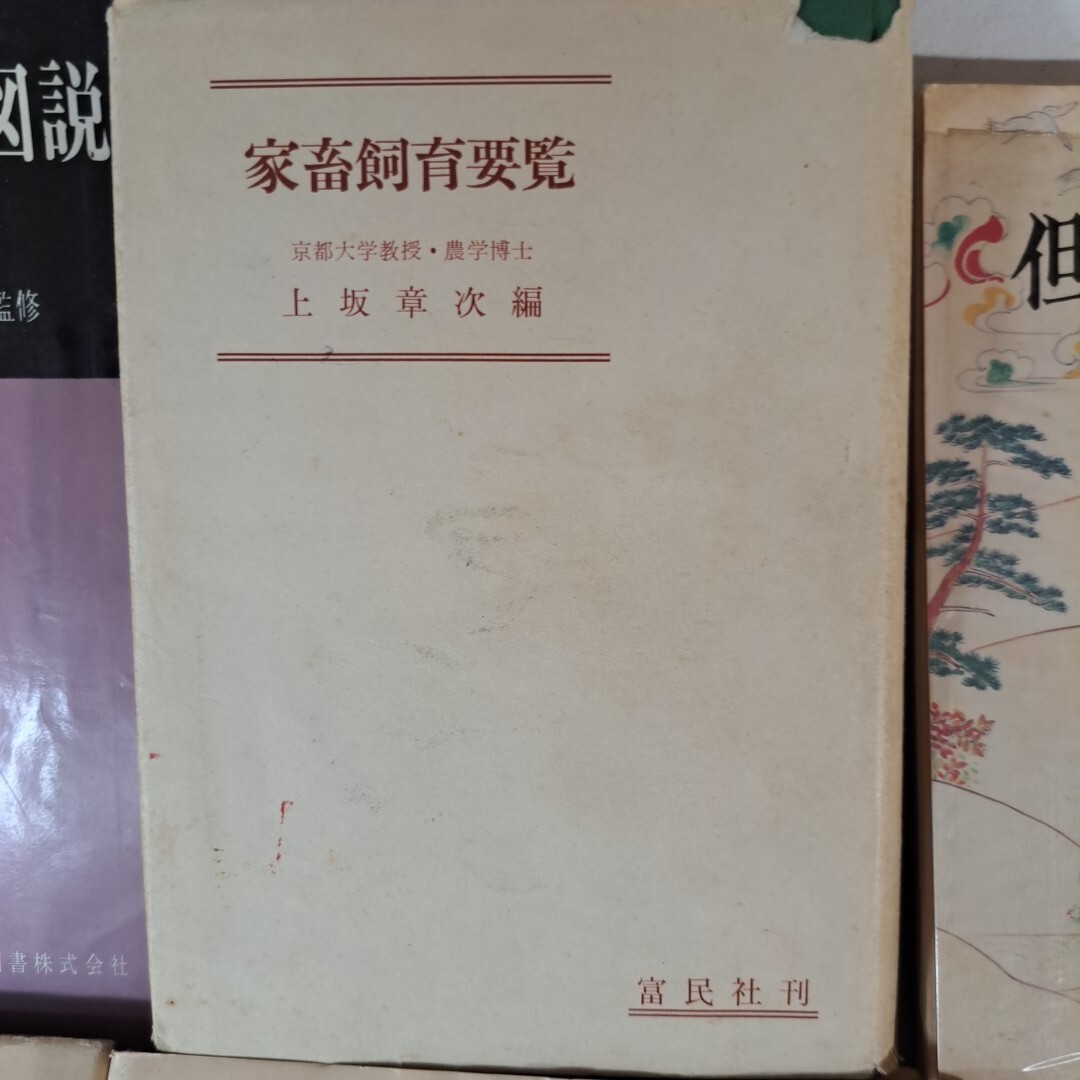 図説
監修
書株式会社
家畜飼育要覧
京都大学教授・農学博士
上坂章次編
富民社刊
但